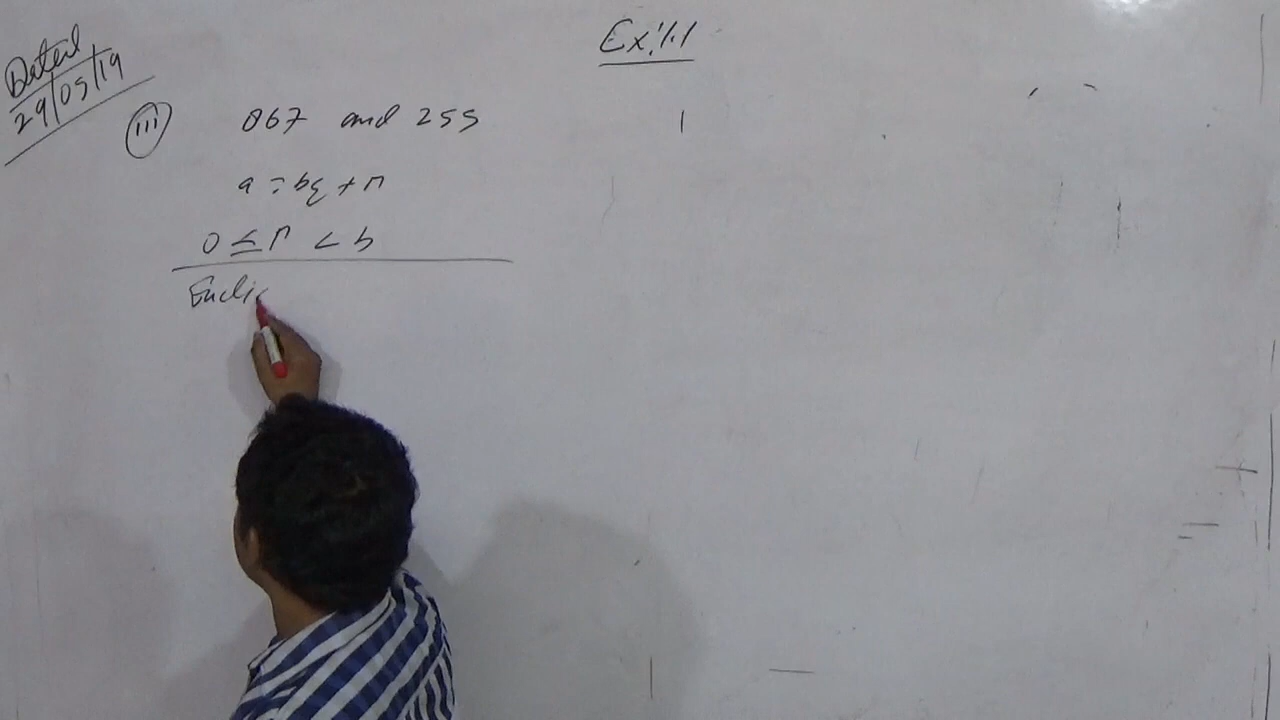 Ex: 1.1
Dated
29/05/19
(iii) 867 and 255
a = bq + r
0 ≤ r < b
Euclid